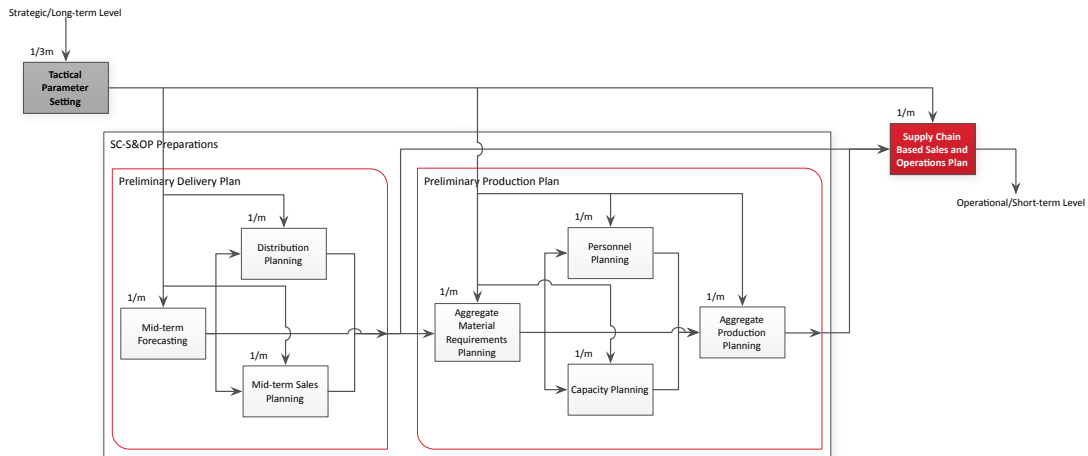 Strategic/Long-term Level
1/3m
Tactical
Parameter
Setting
1/m
Supply Chain
Based Sales and
Operations Plan
Operational/Short-term Level
SC-S&OP Preparations
Preliminary Delivery Plan
1/m
Distribution
Planning
1/m
Mid-term
Forecasting
1/m
Mid-term Sales
Planning
Preliminary Production Plan
1/m
Personnel
Planning
1/m
Aggregate
Material
Requirements
Planning
1/m
Capacity Planning
1/m
Aggregate
Production
Planning